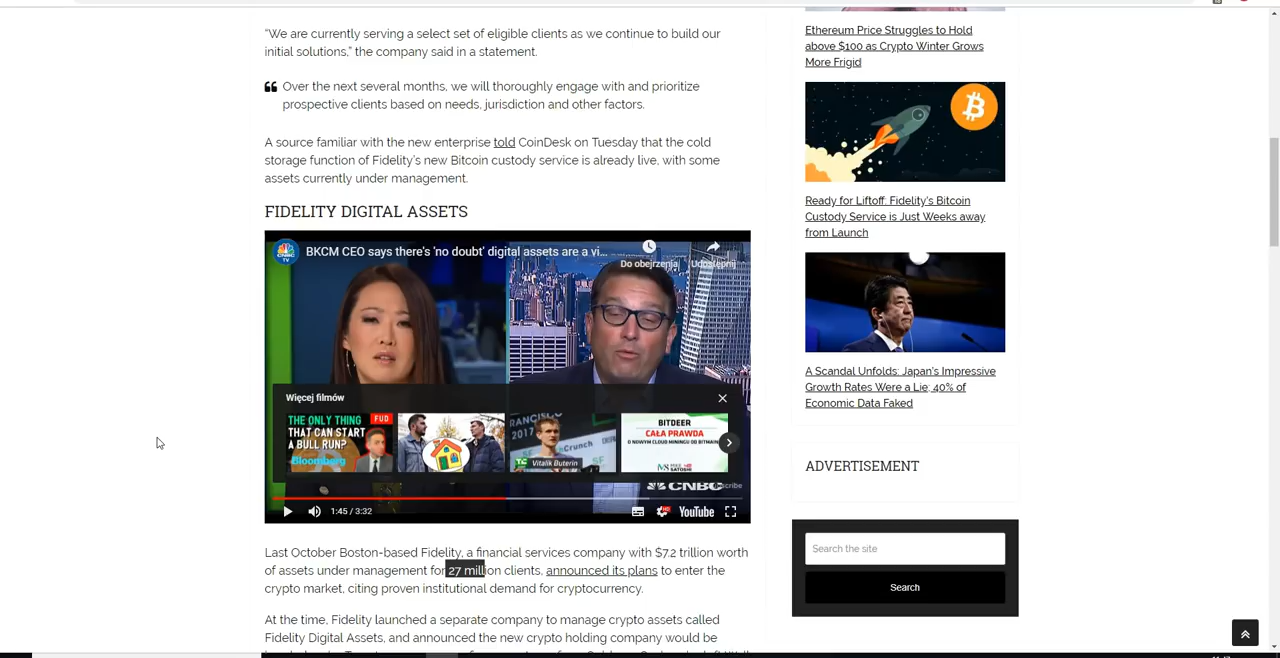 "We are currently serving a select set of eligible clients as we continue to build our
initial solutions," the company said in a statement.
Over the next several months, we will thoroughly engage with and prioritize
prospective clients based on needs, jurisdiction and other factors.
A source familiar with the new enterprise told CoinDesk on Tuesday that the cold
storage function of Fidelity's new Bitcoin custody service is already live, with some
assets currently under management.
FIDELITY DIGITAL ASSETS
BKCM CEO says there's 'no doubt' digital assets are a vi...
Do obejrzenia
Udostępnij
Więcej filmów
THE ONLY THING
THAT CAN START
A BULL RUN?
FUD
Bloomberg
FRANCISCO
2017
Crunch
TC
Vitalik Buterin
BITDEER
CAŁA PRAWDA
O NOWYM CLOUD MININGU OD BITMAIN
CNBC
1:45 / 3:32
YouTube
Last October Boston-based Fidelity, a financial services company with $7.2 trillion worth
of assets under management for 27 million clients, announced its plans to enter the
crypto market, citing proven institutional demand for cryptocurrency.
At the time, Fidelity launched a separate company to manage crypto assets called
Fidelity Digital Assets, and announced the new crypto holding company would be
Ethereum Price Struggles to Hold
above $100 as Crypto Winter Grows
More Frigid
Ready for Liftoff: Fidelity's Bitcoin
Custody Service is Just Weeks away
from Launch
A Scandal Unfolds: Japan's Impressive
Growth Rates Were a Lie; 40% of
Economic Data Faked
ADVERTISEMENT
Search the site
Search